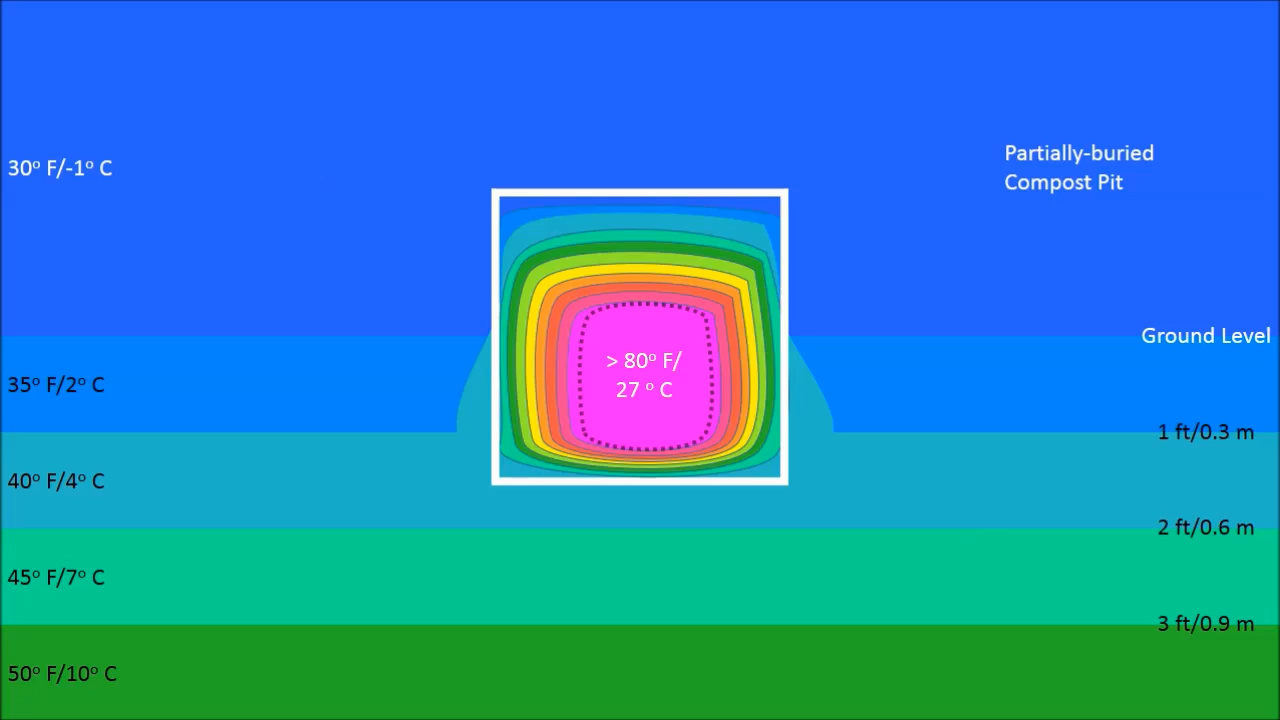 Partially-buried
Compost Pit
30º F/-1º C
Ground Level
> 80º F/
27 º C
35º F/2º C
1 ft/0.3 m
40º F/4º C
2 ft/0.6 m
45º F/7º C
3 ft/0.9 m
50º F/10º C